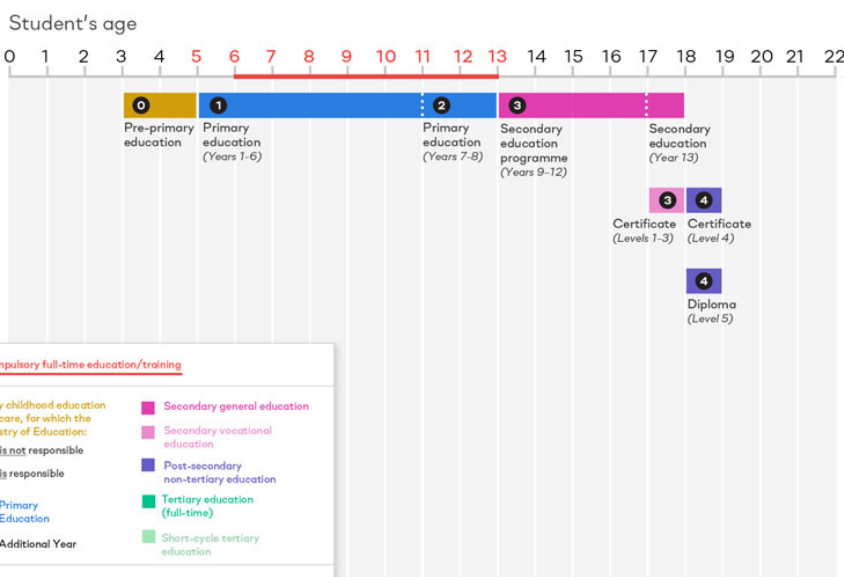 Student's age
0 1 2 3 4 5 6 7 8 9 10 11 12 13 14 15 16 17 18 19 20 21 22
0 1 2 3
Pre-primary
education
Primary
education
(Years 1-6)
Primary
education
(Years 7-8)
Secondary
education
programme
(Years 9-12)
Secondary
education
(Year 13)
3 4
Certificate
(Levels 1-3)
Certificate
(Level 4)
4
Diploma
(Level 5)
mpulsory full-time education/training
y childhood education
care, for which the
stry of Education:
is not responsible
is responsible
Primary
Education
Additional Year
Secondary general education
Secondary vocational
education
Post-secondary
non-tertiary education
Tertiary education
(full-time)
Short-cycle tertiary
education